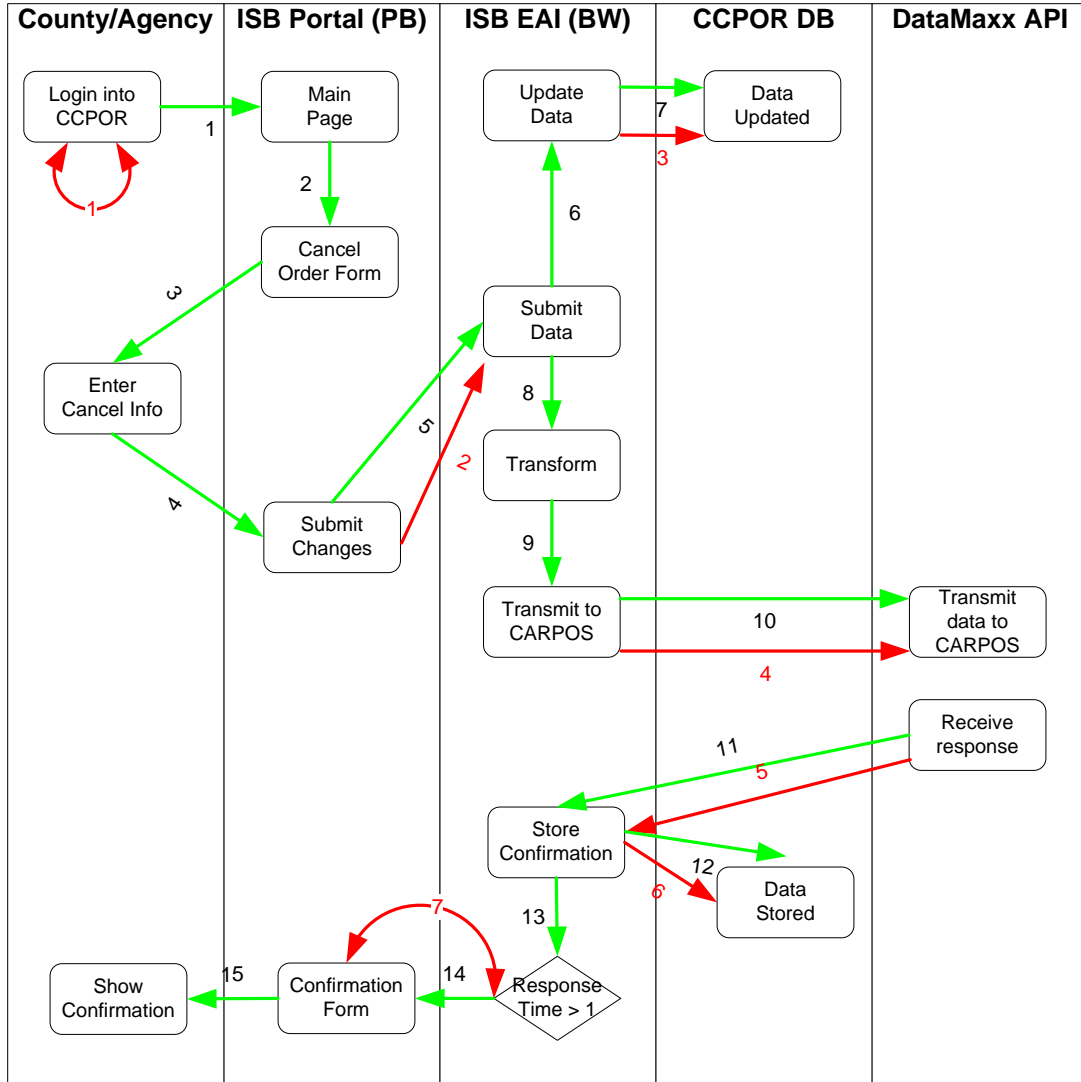 County/Agency
ISB Portal (PB)
ISB EAI (BW)
CCPOR DB
DataMaxx API
Login into
CCPOR
1
Main
Page
Update
Data
7
3
Data
Updated
1
2
6
Cancel
Order Form
3
Submit
Data
Enter
Cancel Info
8
5
2
Transform
4
Submit
Changes
9
Transmit to
CARPOS
10
4
Transmit
data to
CARPOS
Receive
response
11
5
Store
Confirmation
12
6
Data
Stored
13
7
Show
Confirmation
15
Confirmation
Form
14
Response
Time > 1